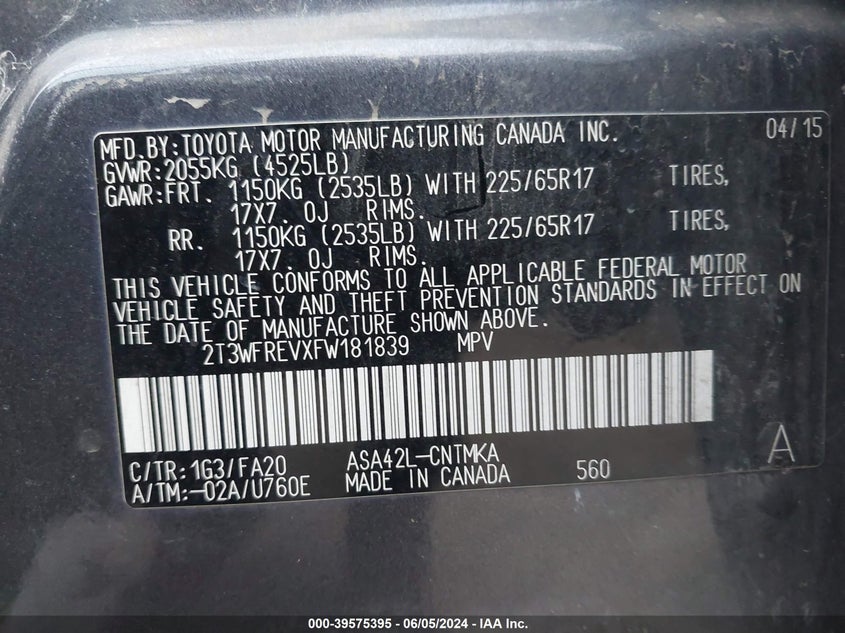 MFD.BY:TOYOTA MOTOR MANUFACTURING CANADA INC. 04/15
GVWR:2055KG (4525LB)
GAWR:FRT. 1150KG (2535LB) WITH 225/65R17 TIRES,
17X7.0J RIMS.
RR. 1150KG (2535LB) WITH 225/65R17 TIRES,
17X7.0J RIMS.
THIS VEHICLE CONFORMS TO ALL APPLICABLE FEDERAL MOTOR
VEHICLE SAFETY AND THEFT PREVENTION STANDARDS IN EFFECT ON
THE DATE OF MANUFACTURE SHOWN ABOVE.
2T3WFREVXFW181839 MPV
C/TR:1G3/FA20 ASA42L-CNTMKA A
A/TM:-02A/U760E MADE IN CANADA 560
000-39575395 - 06/05/2024 - IAA Inc.